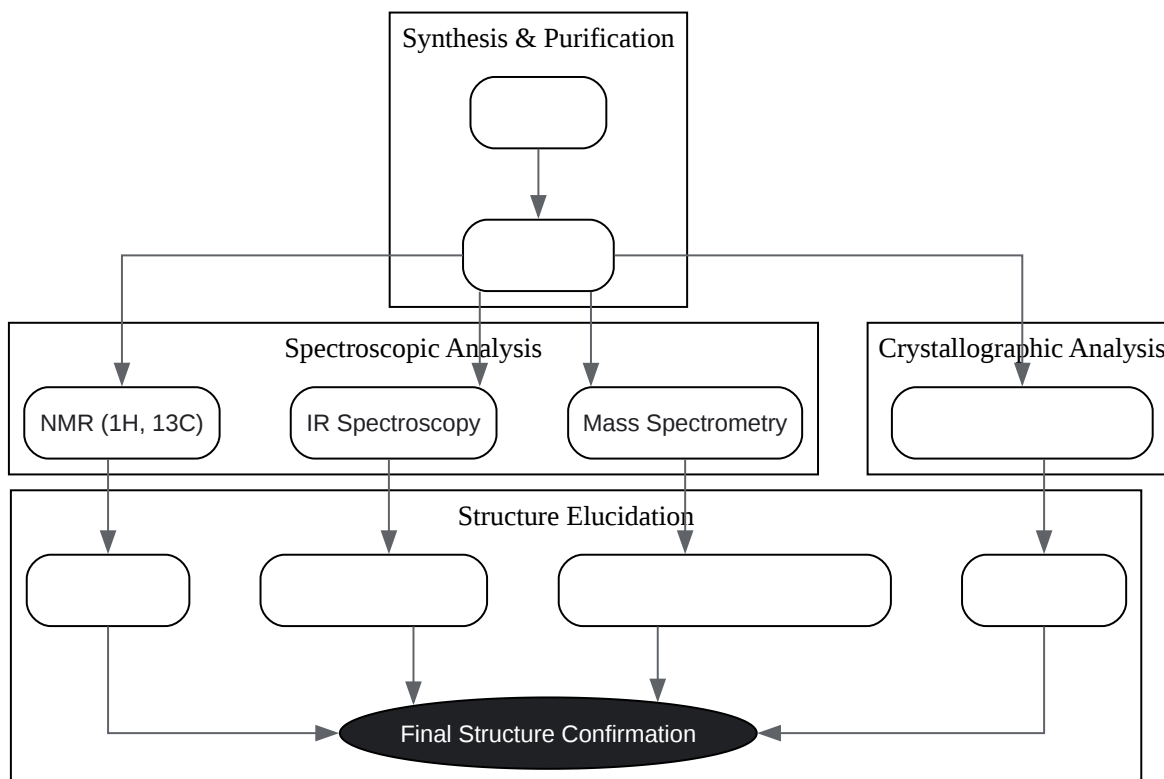 Synthesis & Purification
Spectroscopic Analysis
Crystallographic Analysis
NMR (1H, 13C)
IR Spectroscopy
Mass Spectrometry
Structure Elucidation
Final Structure Confirmation